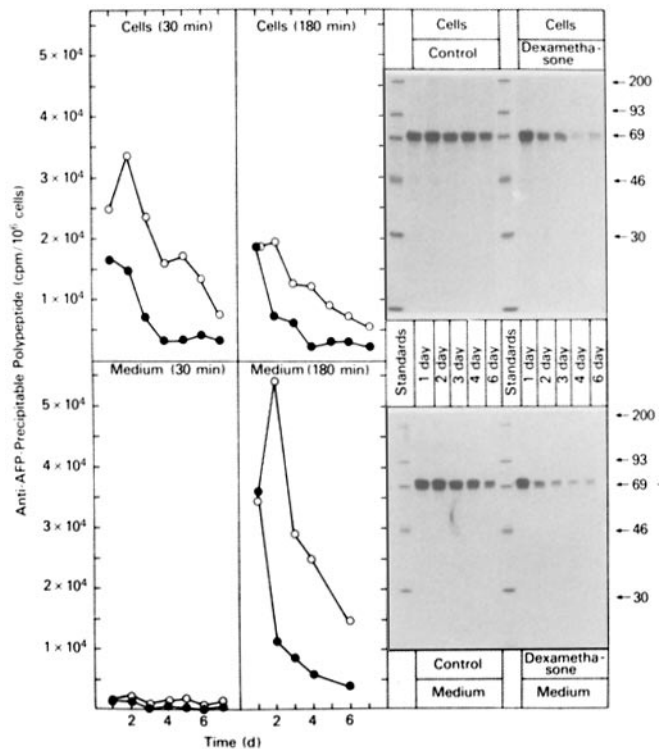 Anti-AFP-Precipitable Polypeptide (cpm/10⁶ cells)
Cells (30 min)
5 × 10⁴
4 × 10⁴
3 × 10⁴
2 × 10⁴
1 × 10⁴
Cells (180 min)
Medium (30 min)
5 × 10⁴
4 × 10⁴
3 × 10⁴
2 × 10⁴
1 × 10⁴
2 4 6
Medium (180 min)
2 4 6
Time (d)
Cells
Control
Cells
Dexametha-
sone
200
93
69
46
30
Standards
1 day
2 day
3 day
4 day
6 day
Standards
1 day
2 day
3 day
4 day
6 day
200
93
69
46
30
Control
Medium
Dexametha-
sone
Medium